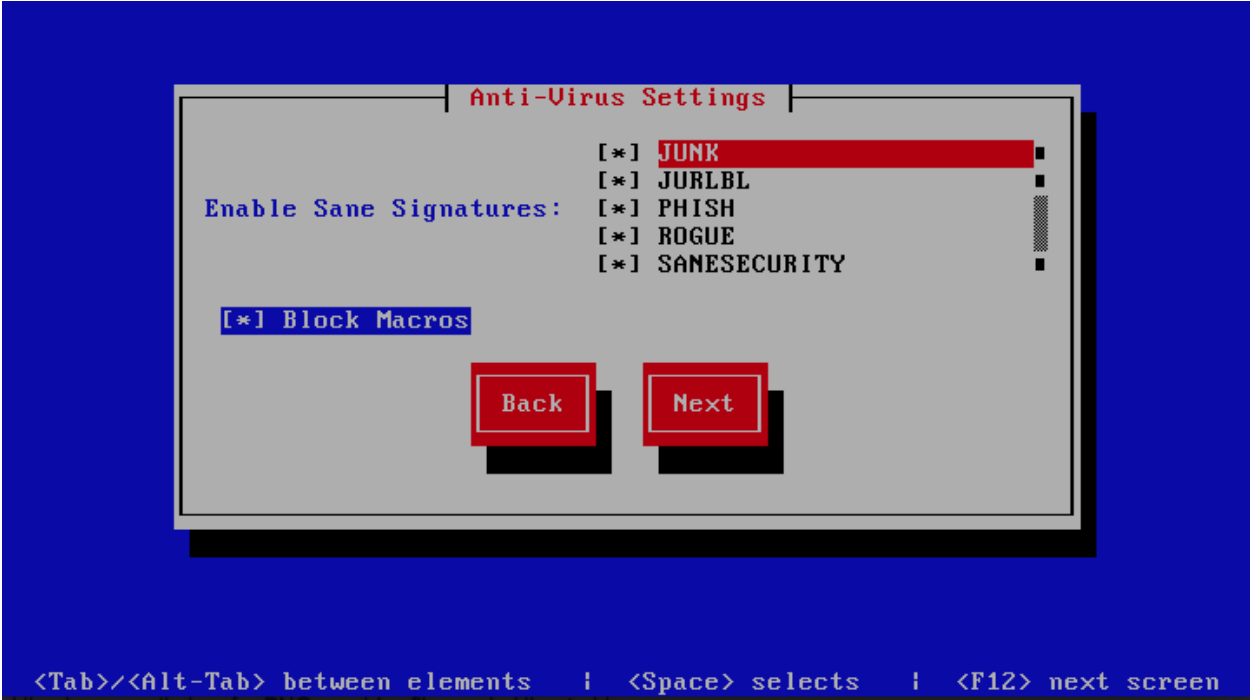 Anti-Virus Settings
[*] JUNK
[*] JURLBL
Enable Sane Signatures: [*] PHISH
[*] ROGUE
[*] SANESECURITY
[*] Block Macros
Back Next
<Tab>/<Alt-Tab> between elements | <Space> selects | <F12> next screen